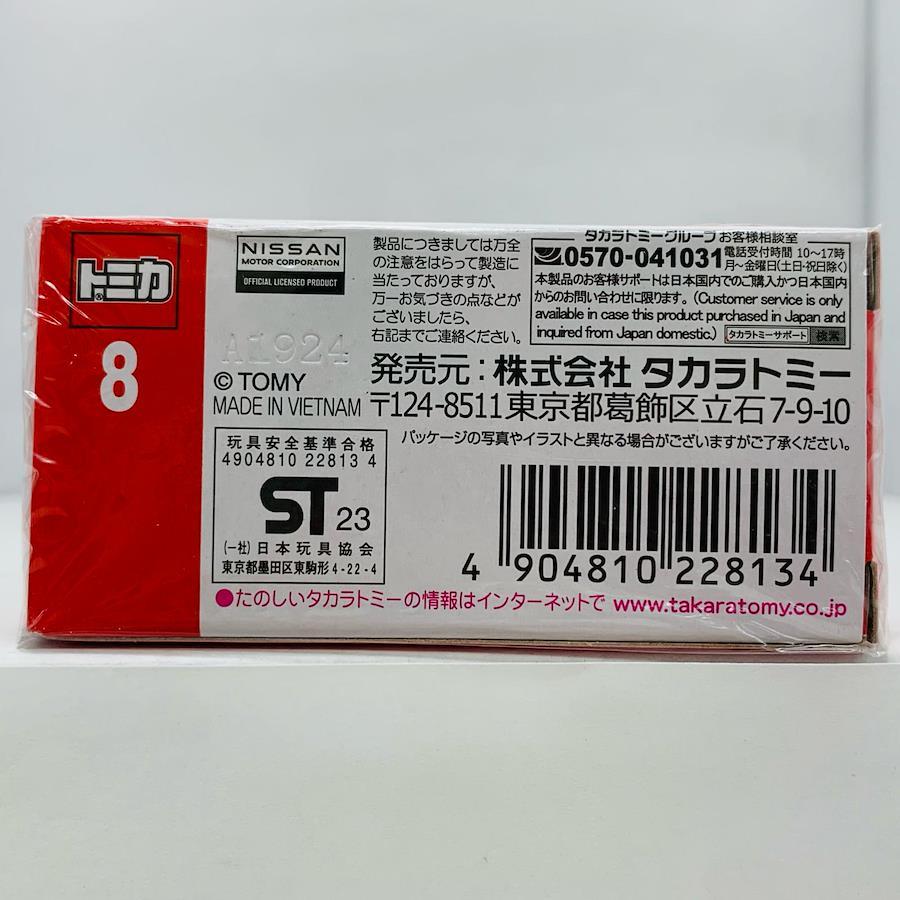 トミカ
®
8
NISSAN
MOTOR CORPORATION
OFFICIAL LICENSED PRODUCT
A1924
© TOMY
MADE IN VIETNAM
製品につきましては万全
の注意をはらって製造に
当たっておりますが、
万一お気づきの点などが
ございましたら、
右記までご連絡ください。
タカラトミーグループお客様相談室
0570-041031 電話受付時間 10〜17時
月〜金曜日(土日・祝日除く)
本製品のお客様サポートは日本国内でのご購入かつ日本国内
からのお問い合わせに限ります。(Customer service is only
available in case this product purchased in Japan and
inquired from Japan domestic.) タカラトミーサポート 検索
発売元：株式会社 タカラトミー
〒124-8511東京都葛飾区立石7-9-10
パッケージの写真やイラストと異なる場合がございますがご了承ください。
玩具安全基準合格
4904810 22813 4
ST 23
(一社)日本玩具協会
東京都墨田区東駒形4-22-4
4 904810 228134
●たのしいタカラトミーの情報はインターネットで www.takaratomy.co.jp